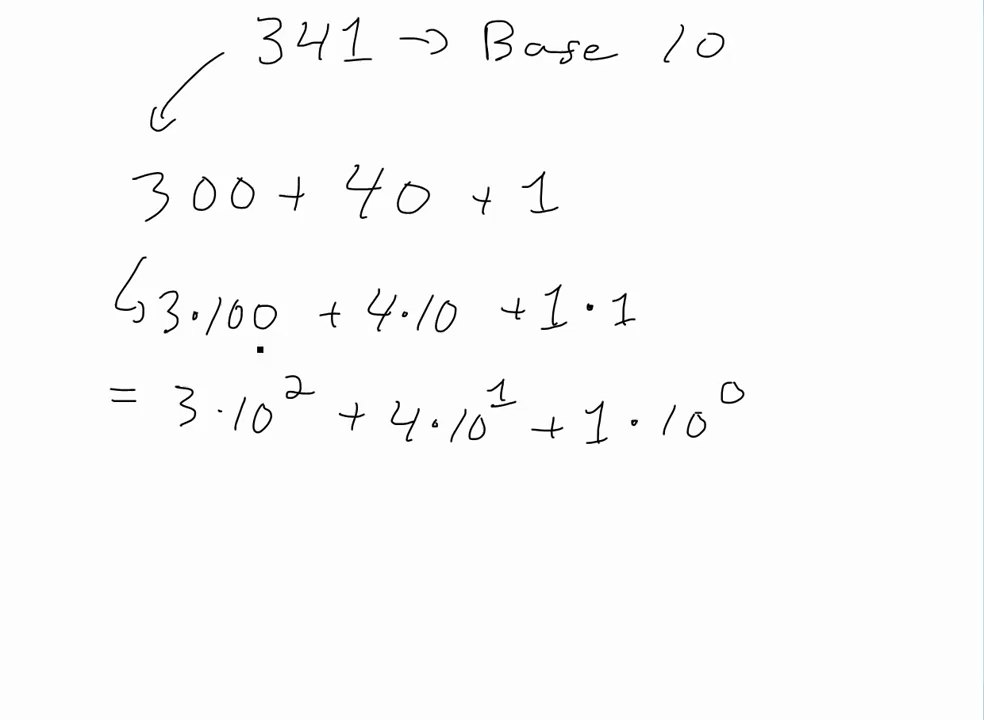 341 → Base 10
300 + 40 + 1
↳ 3·100 + 4·10 + 1·1
= 3·10² + 4·10¹ + 1·10⁰